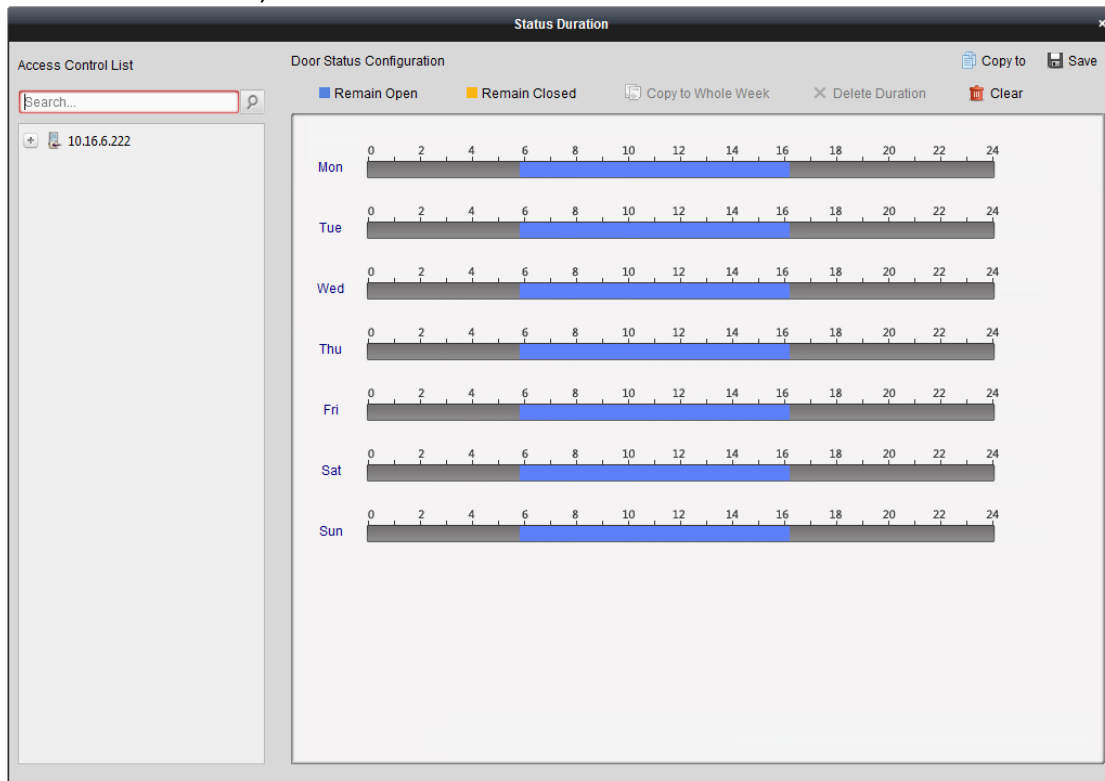 Status Duration ×
Access Control List
Door Status Configuration
Copy to Save
Search...
Remain Open Remain Closed Copy to Whole Week Delete Duration Clear
10.16.6.222
0 2 4 6 8 10 12 14 16 18 20 22 24
Mon
0 2 4 6 8 10 12 14 16 18 20 22 24
Tue
0 2 4 6 8 10 12 14 16 18 20 22 24
Wed
0 2 4 6 8 10 12 14 16 18 20 22 24
Thu
0 2 4 6 8 10 12 14 16 18 20 22 24
Fri
0 2 4 6 8 10 12 14 16 18 20 22 24
Sat
0 2 4 6 8 10 12 14 16 18 20 22 24
Sun